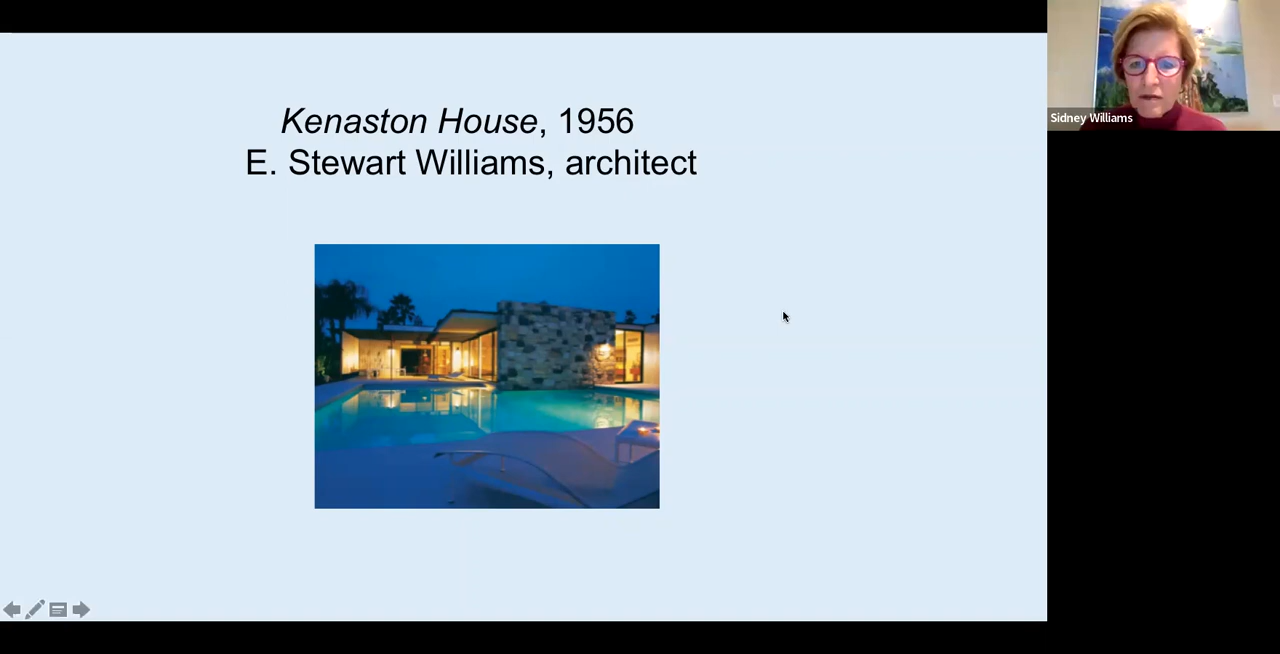 Kenaston House, 1956
E. Stewart Williams, architect
Sidney Williams